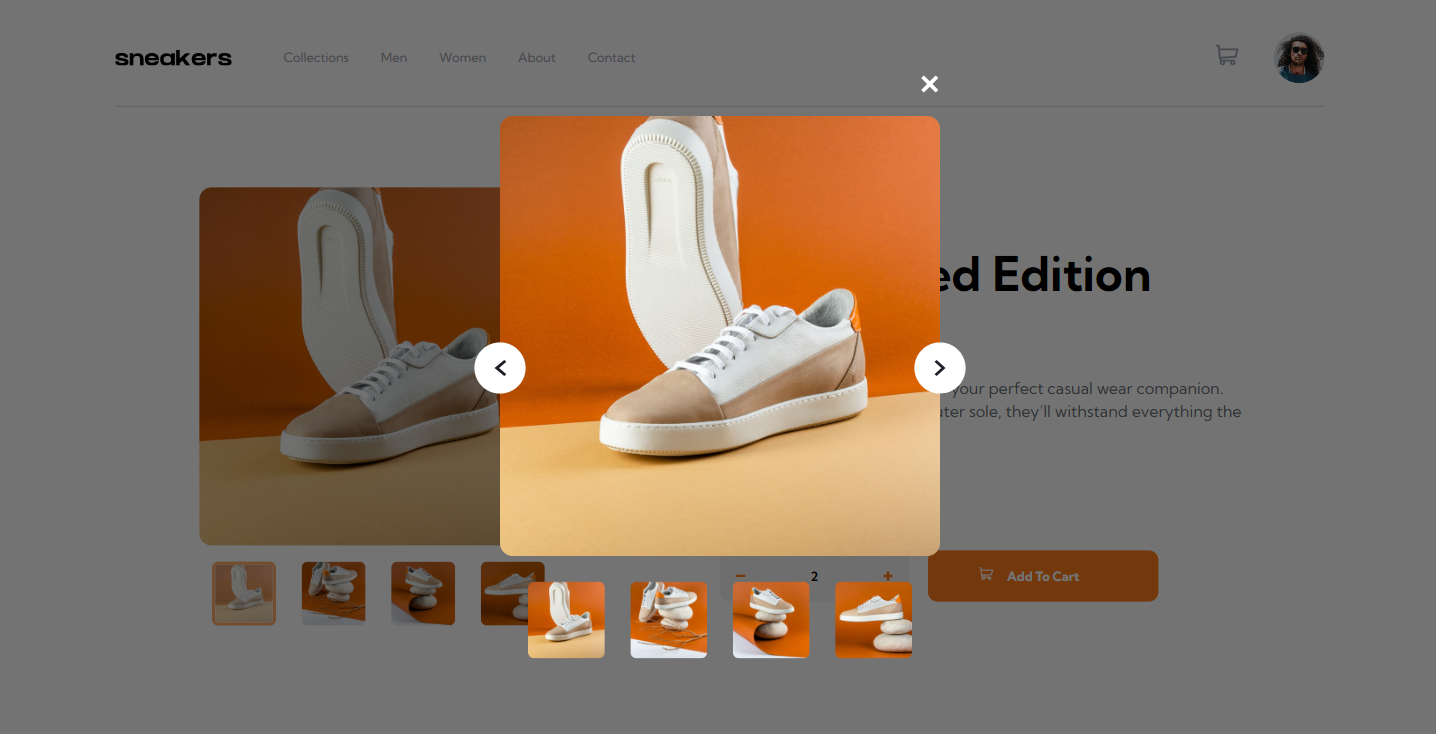 sneakers
Collections
Men
Women
About
Contact
ed Edition
your perfect casual wear companion.
uter sole, they'll withstand everything the
2
Add To Cart